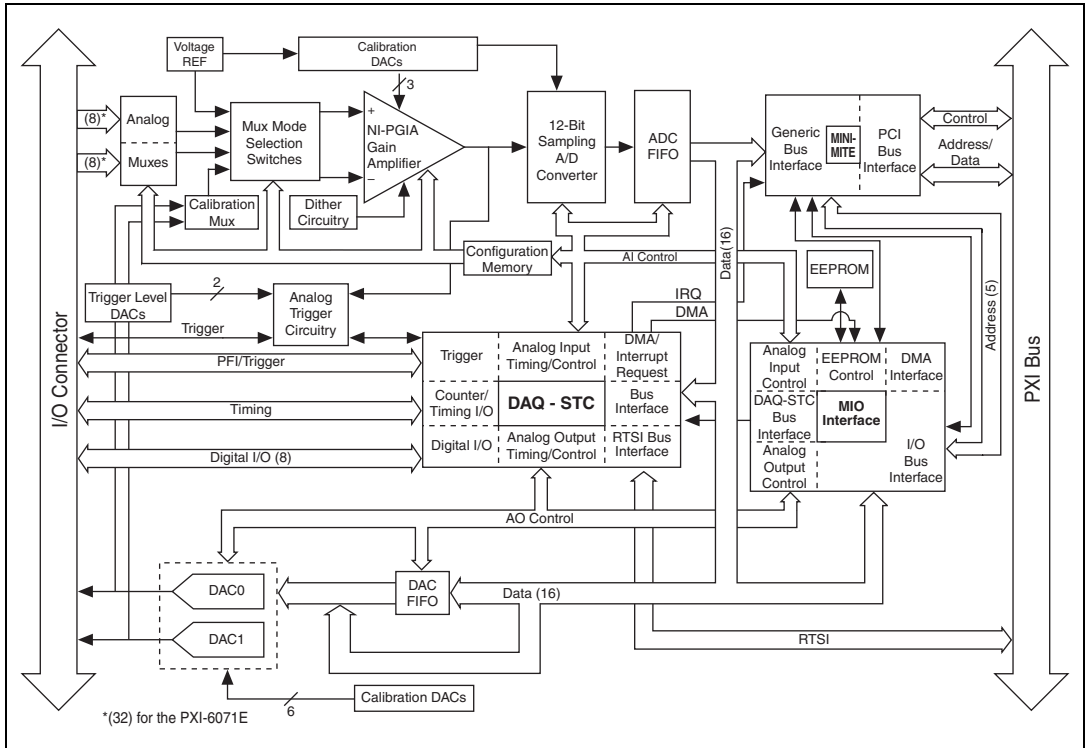 Voltage
REF
Calibration
DACs
3
(8)*
(8)*
Analog
Muxes
Mux Mode
Selection
Switches
+
NI-PGIA
Gain
Amplifier
–
12-Bit
Sampling
A/D
Converter
ADC
FIFO
Generic
Bus
Interface
MINI-
MITE
PCI
Bus
Interface
Control
Address/
Data
Calibration
Mux
Dither
Circuitry
Configuration
Memory
AI Control
Data(16)
EEPROM
Address (5)
Trigger Level
DACs
2
Analog
Trigger
Circuitry
IRQ
DMA
Trigger
PFI/Trigger
Timing
Digital I/O (8)
I/O Connector
PXI Bus
Trigger
Analog Input
Timing/Control
DMA/
Interrupt
Request
Counter/
Timing I/O
DAQ - STC
Bus
Interface
Digital I/O
Analog Output
Timing/Control
RTSI Bus
Interface
Analog
Input
Control
EEPROM
Control
DMA
Interface
DAQ-STC
Bus
Interface
MIO
Interface
Analog
Output
Control
I/O
Bus
Interface
AO Control
DAC0
DAC1
DAC
FIFO
Data (16)
RTSI
6
Calibration DACs
*(32) for the PXI-6071E